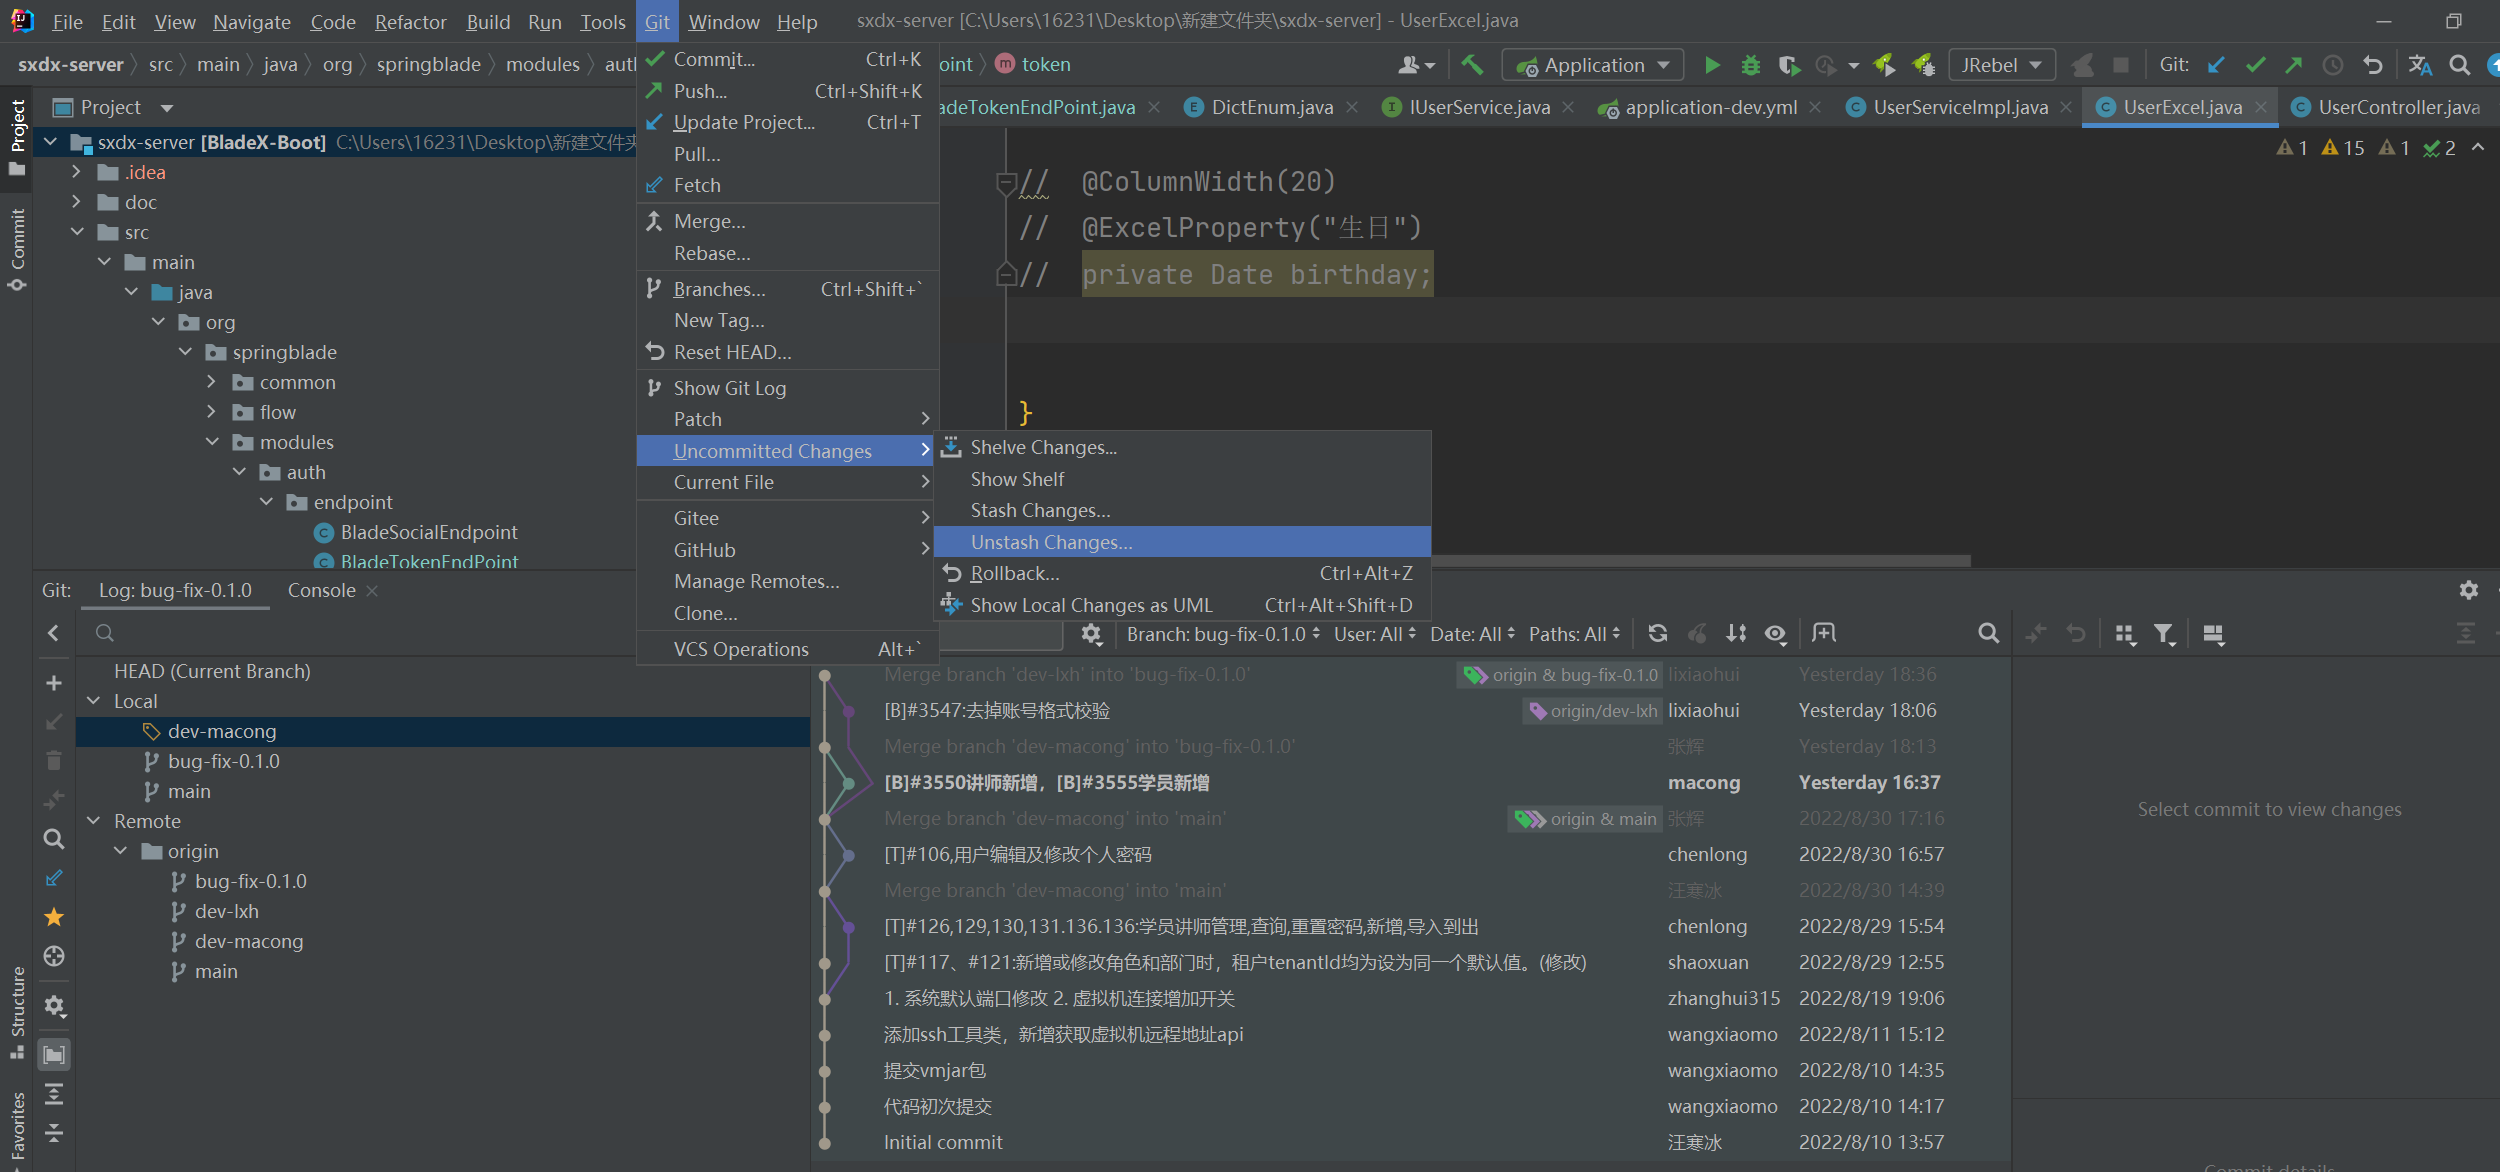 File Edit View Navigate Code Refactor Build Run Tools Git Window Help sxdx-server [C:\Users\16231\Desktop\新建文件夹\sxdx-server] - UserExcel.java
sxdx-server src main java org springblade modules auth oint m token Application JRebel Git:
Project
adeTokenEndPoint.java DictEnum.java IUserService.java application-dev.yml UserServiceImpl.java UserExcel.java UserController.java
Project
Commit
Structure
Favorites
sxdx-server [BladeX-Boot] C:\Users\16231\Desktop\新建文件夹
.idea
doc
src
main
java
org
springblade
common
flow
modules
auth
endpoint
BladeSocialEndpoint
BladeTokenEndPoint
Commit... Ctrl+K
Push... Ctrl+Shift+K
Update Project... Ctrl+T
Pull...
Fetch
Merge...
Rebase...
Branches... Ctrl+Shift+`
New Tag...
Reset HEAD...
Show Git Log
Patch
Uncommitted Changes
Current File
Gitee
GitHub
Manage Remotes...
Clone...
VCS Operations Alt+`
Shelve Changes...
Show Shelf
Stash Changes...
Unstash Changes...
Rollback... Ctrl+Alt+Z
Show Local Changes as UML Ctrl+Alt+Shift+D
1 15 1 2
// @ColumnWidth(20)
// @ExcelProperty("生日")
// private Date birthday;
}
Git: Log: bug-fix-0.1.0 Console
Branch: bug-fix-0.1.0 User: All Date: All Paths: All
HEAD (Current Branch)
Local
dev-macong
bug-fix-0.1.0
main
Remote
origin
bug-fix-0.1.0
dev-lxh
dev-macong
main
Merge branch 'dev-lxh' into 'bug-fix-0.1.0' origin & bug-fix-0.1.0 lixiaohui Yesterday 18:36
[B]#3547:去掉账号格式校验 origin/dev-lxh lixiaohui Yesterday 18:06
Merge branch 'dev-macong' into 'bug-fix-0.1.0' 张辉 Yesterday 18:13
[B]#3550讲师新增，[B]#3555学员新增 macong Yesterday 16:37
Merge branch 'dev-macong' into 'main' origin & main 张辉 2022/8/30 17:16
[T]#106,用户编辑及修改个人密码 chenlong 2022/8/30 16:57
Merge branch 'dev-macong' into 'main' 汪寒冰 2022/8/30 14:39
[T]#126,129,130,131.136.136:学员讲师管理,查询,重置密码,新增,导入到出 chenlong 2022/8/29 15:54
[T]#117、#121:新增或修改角色和部门时，租户tenantId均为设为同一个默认值。(修改) shaoxuan 2022/8/29 12:55
1. 系统默认端口修改 2. 虚拟机连接增加开关 zhanghui315 2022/8/19 19:06
添加ssh工具类，新增获取虚拟机远程地址api wangxiaomo 2022/8/11 15:12
提交vmjar包 wangxiaomo 2022/8/10 14:35
代码初次提交 wangxiaomo 2022/8/10 14:17
Initial commit 汪寒冰 2022/8/10 13:57
Select commit to view changes
Commit details